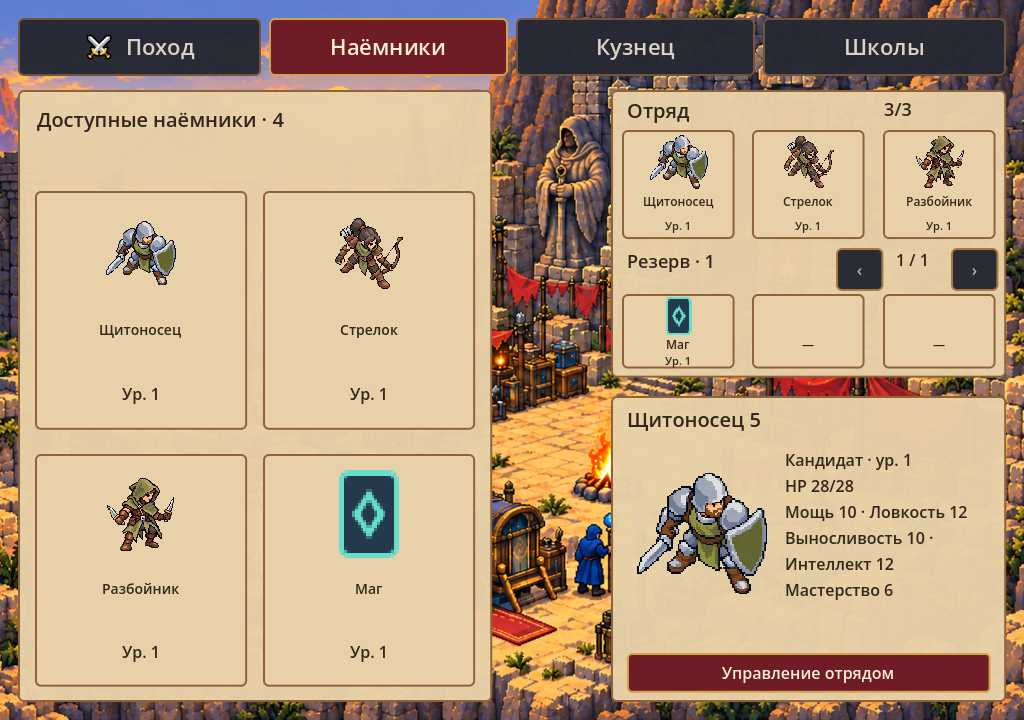 Поход
Наёмники
Кузнец
Школы
Доступные наёмники · 4
Щитоносец
Ур. 1
Стрелок
Ур. 1
Разбойник
Ур. 1
Маг
Ур. 1
Отряд
3/3
Щитоносец
Ур. 1
Стрелок
Ур. 1
Разбойник
Ур. 1
Резерв · 1
‹
1 / 1
›
Маг
Ур. 1
—
—
Щитоносец 5
Кандидат · ур. 1
HP 28/28
Мощь 10 · Ловкость 12
Выносливость 10 ·
Интеллект 12
Мастерство 6
Управление отрядом